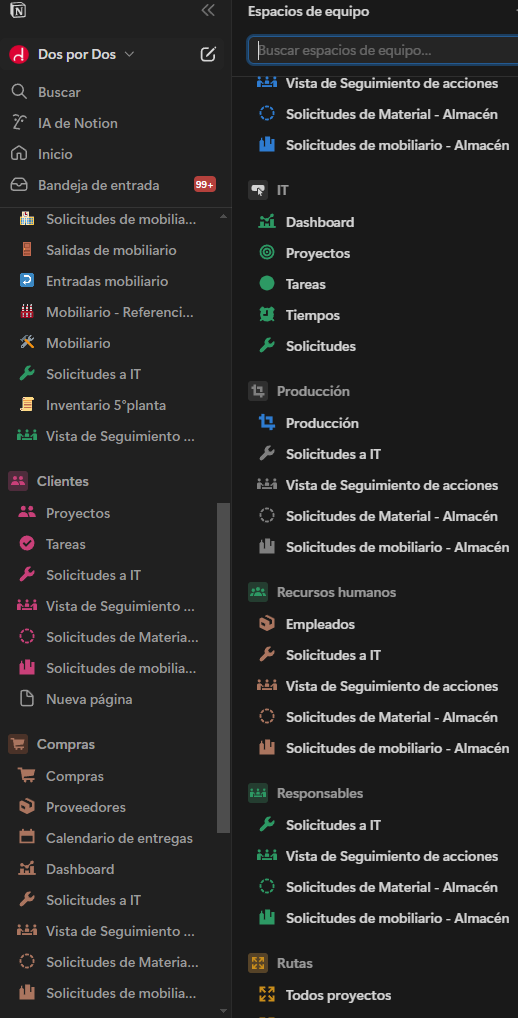 Dos por Dos
Buscar
IA de Notion
Inicio
Bandeja de entrada
99+
Solicitudes de mobilia...
Salidas de mobiliario
Entradas mobiliario
Mobiliario - Referenci...
Mobiliario
Solicitudes a IT
Inventario 5ºplanta
Vista de Seguimiento ...
Clientes
Proyectos
Tareas
Solicitudes a IT
Vista de Seguimiento ...
Solicitudes de Materia...
Solicitudes de mobilia...
Nueva página
Compras
Compras
Proveedores
Calendario de entregas
Dashboard
Solicitudes a IT
Vista de Seguimiento ...
Solicitudes de Materia...
Solicitudes de mobilia...
Espacios de equipo
Buscar espacios de equipo...
Vista de Seguimiento de acciones
Solicitudes de Material - Almacén
Solicitudes de mobiliario - Almacén
IT
Dashboard
Proyectos
Tareas
Tiempos
Solicitudes
Producción
Producción
Solicitudes a IT
Vista de Seguimiento de acciones
Solicitudes de Material - Almacén
Solicitudes de mobiliario - Almacén
Recursos humanos
Empleados
Solicitudes a IT
Vista de Seguimiento de acciones
Solicitudes de Material - Almacén
Solicitudes de mobiliario - Almacén
Responsables
Solicitudes a IT
Vista de Seguimiento de acciones
Solicitudes de Material - Almacén
Solicitudes de mobiliario - Almacén
Rutas
Todos proyectos